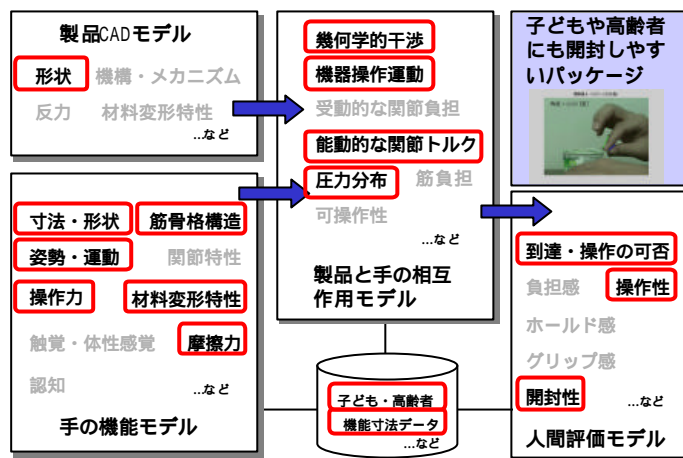 製品CADモデル
形状 機構・メカニズム
反力 材料変形特性
...など
寸法・形状 筋骨格構造
姿勢・運動 関節特性
操作力 材料変形特性
触覚・体性感覚 摩擦力
認知 ...など
手の機能モデル
幾何学的干渉
機器操作運動
受動的な関節負担
能動的な関節トルク
圧力分布 筋負担
可操作性
...など
製品と手の相互
作用モデル
子ども・高齢者
機能寸法データ
...など
子どもや高齢者
にも開封しやす
いパッケージ
到達・操作の可否
負担感 操作性
ホールド感
グリップ感
開封性 ...など
人間評価モデル